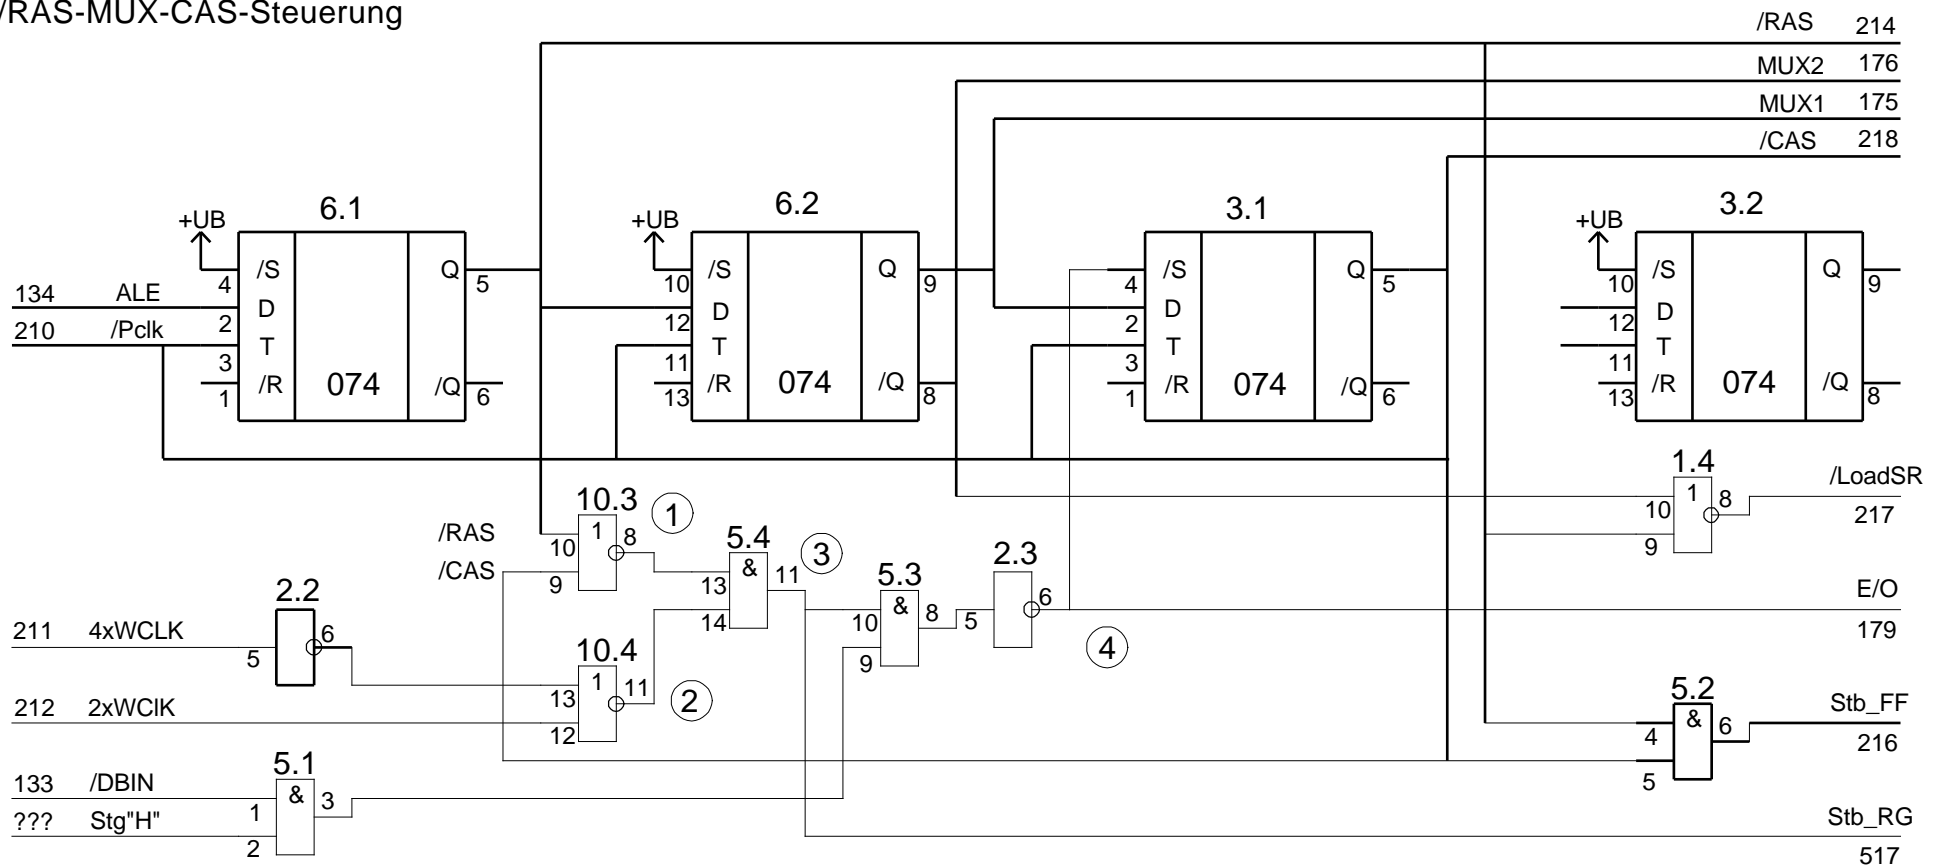 /RAS-MUX-CAS-Steuerung
/RAS 214
MUX2 176
MUX1 175
/CAS 218
6.1
6.2
3.1
3.2
+UB
+UB
+UB
/S
Q
4
5
134 ALE
D
2
210 /Pclk
T
3
/R
074
/Q
1
6
/S
Q
10
9
D
12
T
11
/R
074
/Q
13
8
/S
Q
4
5
D
2
T
3
/R
074
/Q
1
6
/S
Q
10
9
D
12
T
11
/R
074
/Q
13
8
1.4
1
8
10
9
/LoadSR
217
10.3
1
8
1
/RAS
10
/CAS
9
5.4
&
11
3
13
14
5.3
&
8
10
9
2.3
6
5
4
E/O
179
2.2
6
211 4xWCLK
5
10.4
1
11
2
13
212 2xWClK
12
5.2
&
6
4
5
Stb_FF
216
5.1
133 /DBIN
&
3
1
??? Stg"H"
2
Stb_RG
517